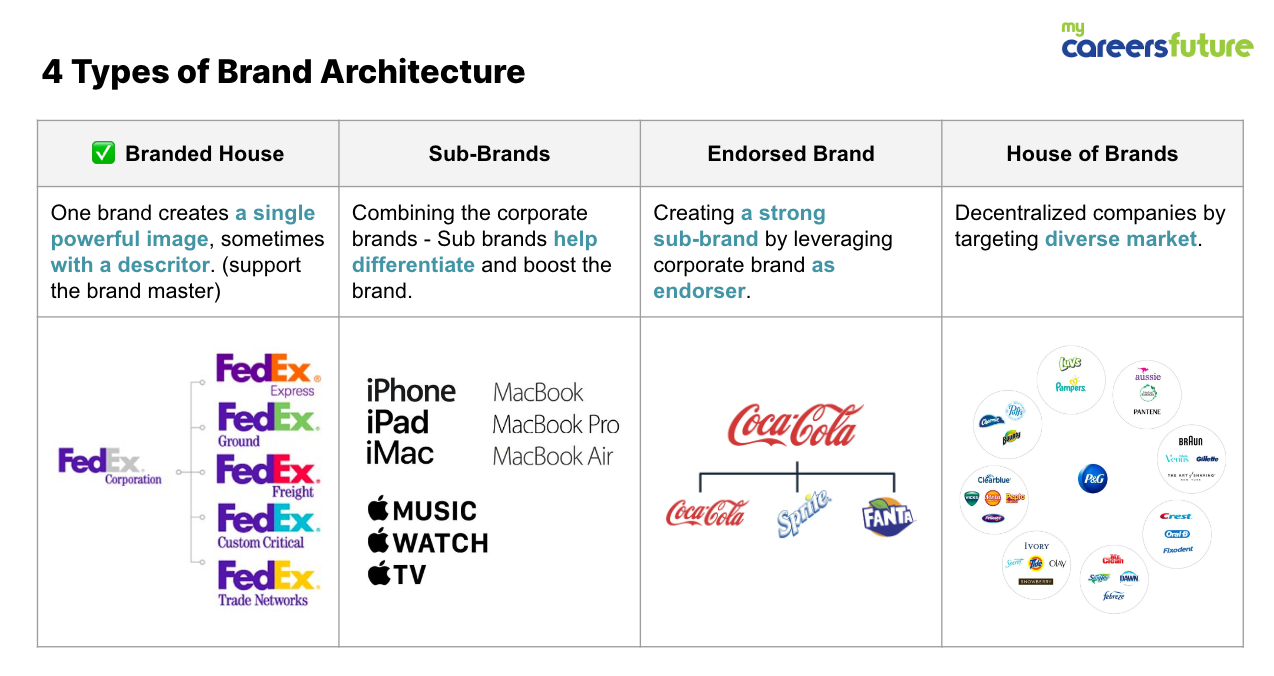 my
careersfuture
4 Types of Brand Architecture
✅ Branded House
Sub-Brands
Endorsed Brand
House of Brands
One brand creates a single
powerful image, sometimes
with a descritor. (support
the brand master)
Combining the corporate
brands - Sub brands help
differentiate and boost the
brand.
Creating a strong
sub-brand by leveraging
corporate brand as
endorser.
Decentralized companies by
targeting diverse market.
FedEx.
Corporation
FedEx®
Express
FedEx.
Ground
FedEx.
Freight
FedEx.
Custom Critical
FedEx.
Trade Networks
iPhone
iPad
iMac
MacBook
MacBook Pro
MacBook Air
MUSIC
WATCH
TV
Coca-Cola
Coca-Cola
Sprite
FANTA
Luvs
Pampers
aussie
PANTENE
Puffs
Charmin
Bounty
BRAUN
Venus
Gillette
THE ART of SHAVING
NEW YORK
P&G
Clearblue
VICKS
Meta
Pepto
Prilosec
Crest
Oral B
Fixodent
IVORY
Secret
Tide
OLAY
SNOWBERRY
Mr. Clean
Swiffer
DAWN
febreze